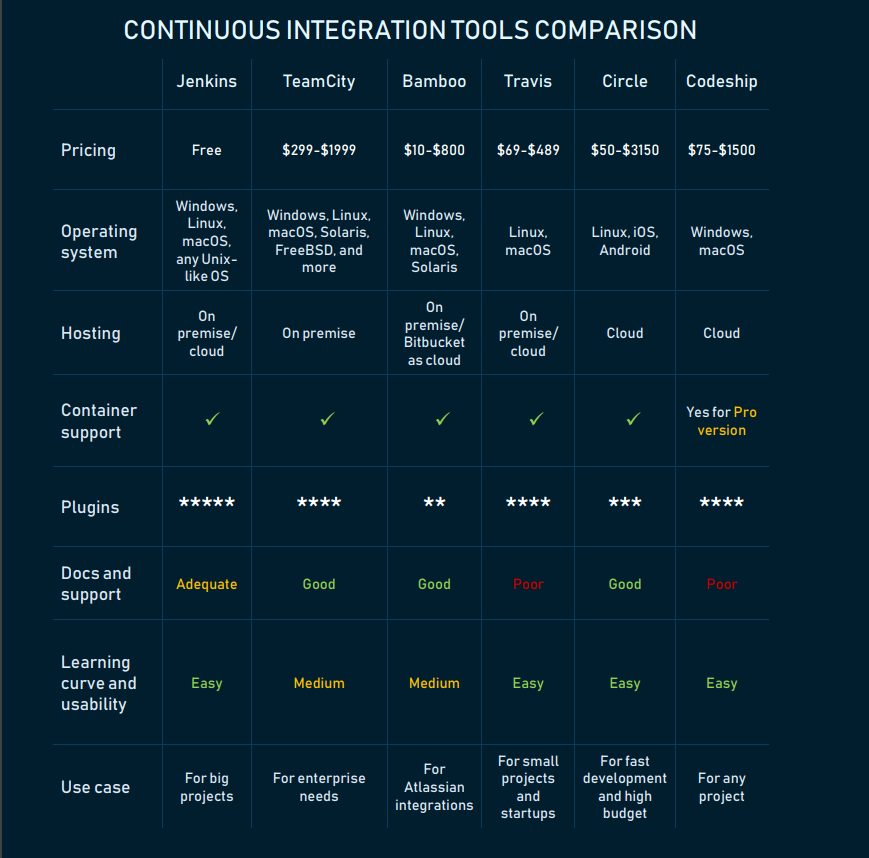 CONTINUOUS INTEGRATION TOOLS COMPARISON
Jenkins TeamCity Bamboo Travis Circle Codeship
Pricing
Free
$299-$1999
$10-$800
$69-$489
$50-$3150
$75-$1500
Operating
system
Windows,
Linux,
macOS,
any Unix-
like OS
Windows, Linux,
macOS, Solaris,
FreeBSD, and
more
Windows,
Linux,
macOS,
Solaris
Linux,
macOS
Linux, iOS,
Android
Windows,
macOS
Hosting
On
premise/
cloud
On premise
On
premise/
Bitbucket
as cloud
On
premise/
cloud
Cloud
Cloud
Container
support
✓
✓
✓
✓
✓
Yes for Pro
version
Plugins
*****
****
**
****
***
****
Docs and
support
Adequate
Good
Good
Poor
Good
Poor
Learning
curve and
usability
Easy
Medium
Medium
Easy
Easy
Easy
Use case
For big
projects
For enterprise
needs
For
Atlassian
integrations
For small
projects
and
startups
For fast
development
and high
budget
For any
project